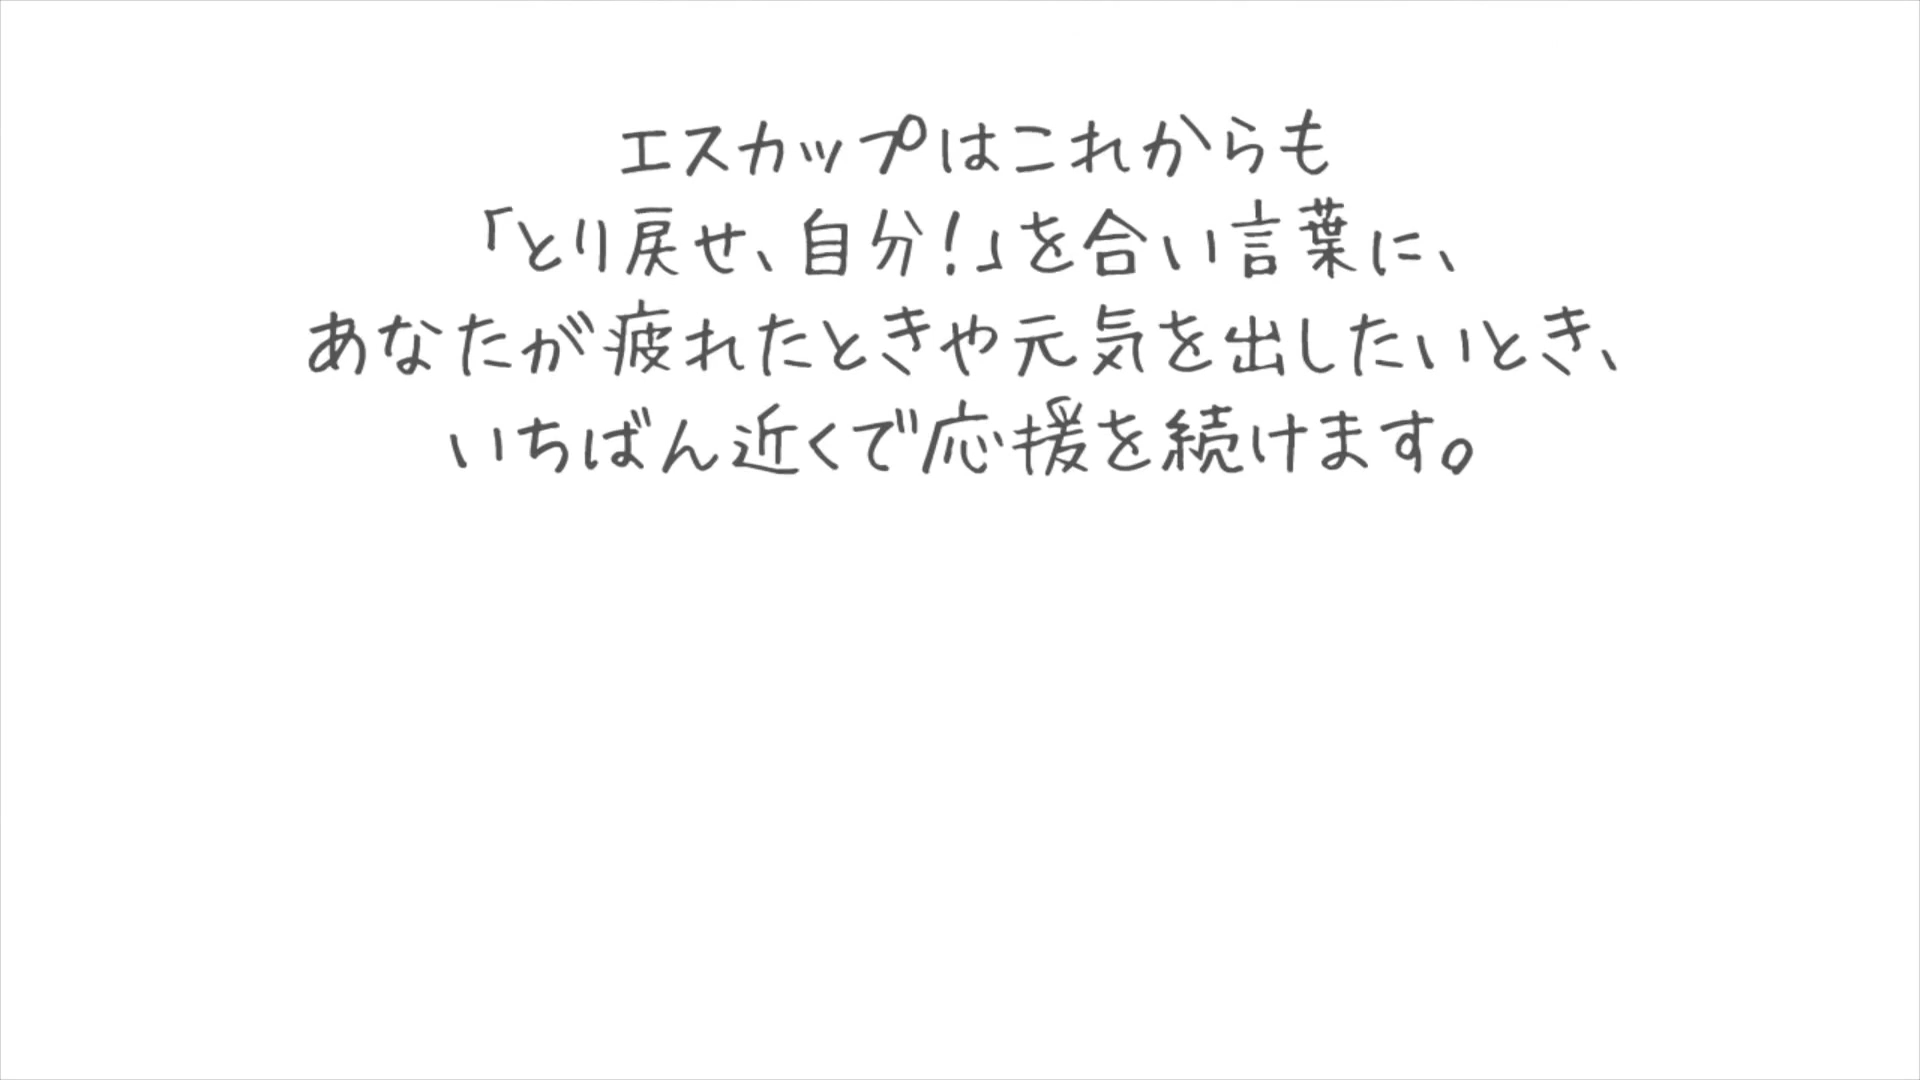 エスカップはこれからも
「とり戻せ、自分!」を合い言葉に、
あなたが疲れたときや元気を出したいとき、
いちばん近くで応援を続けます。